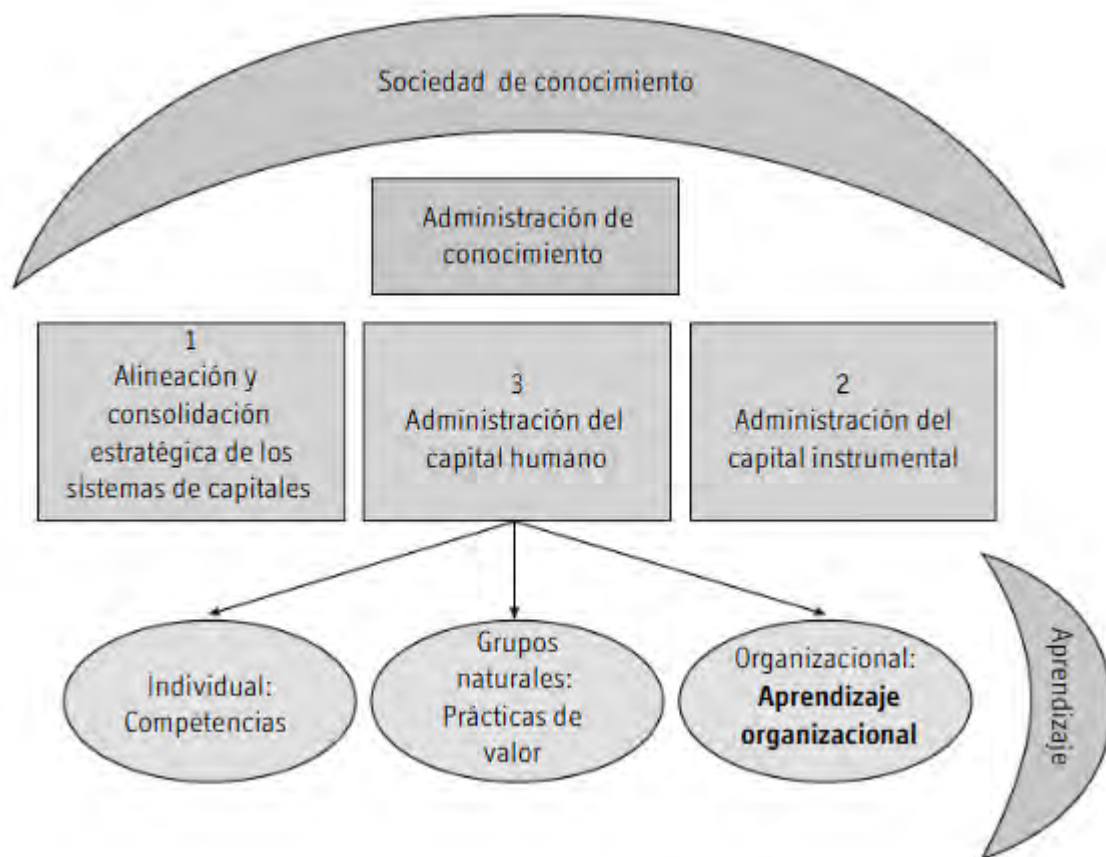 Sociedad de conocimiento
Administración de
conocimiento
1
Alineación y
consolidación
estratégica de los
sistemas de capitales
3
Administración del
capital humano
2
Administración del
capital instrumental
Individual:
Competencias
Grupos
naturales:
Prácticas de
valor
Organizacional:
Aprendizaje
organizacional
Aprendizaje